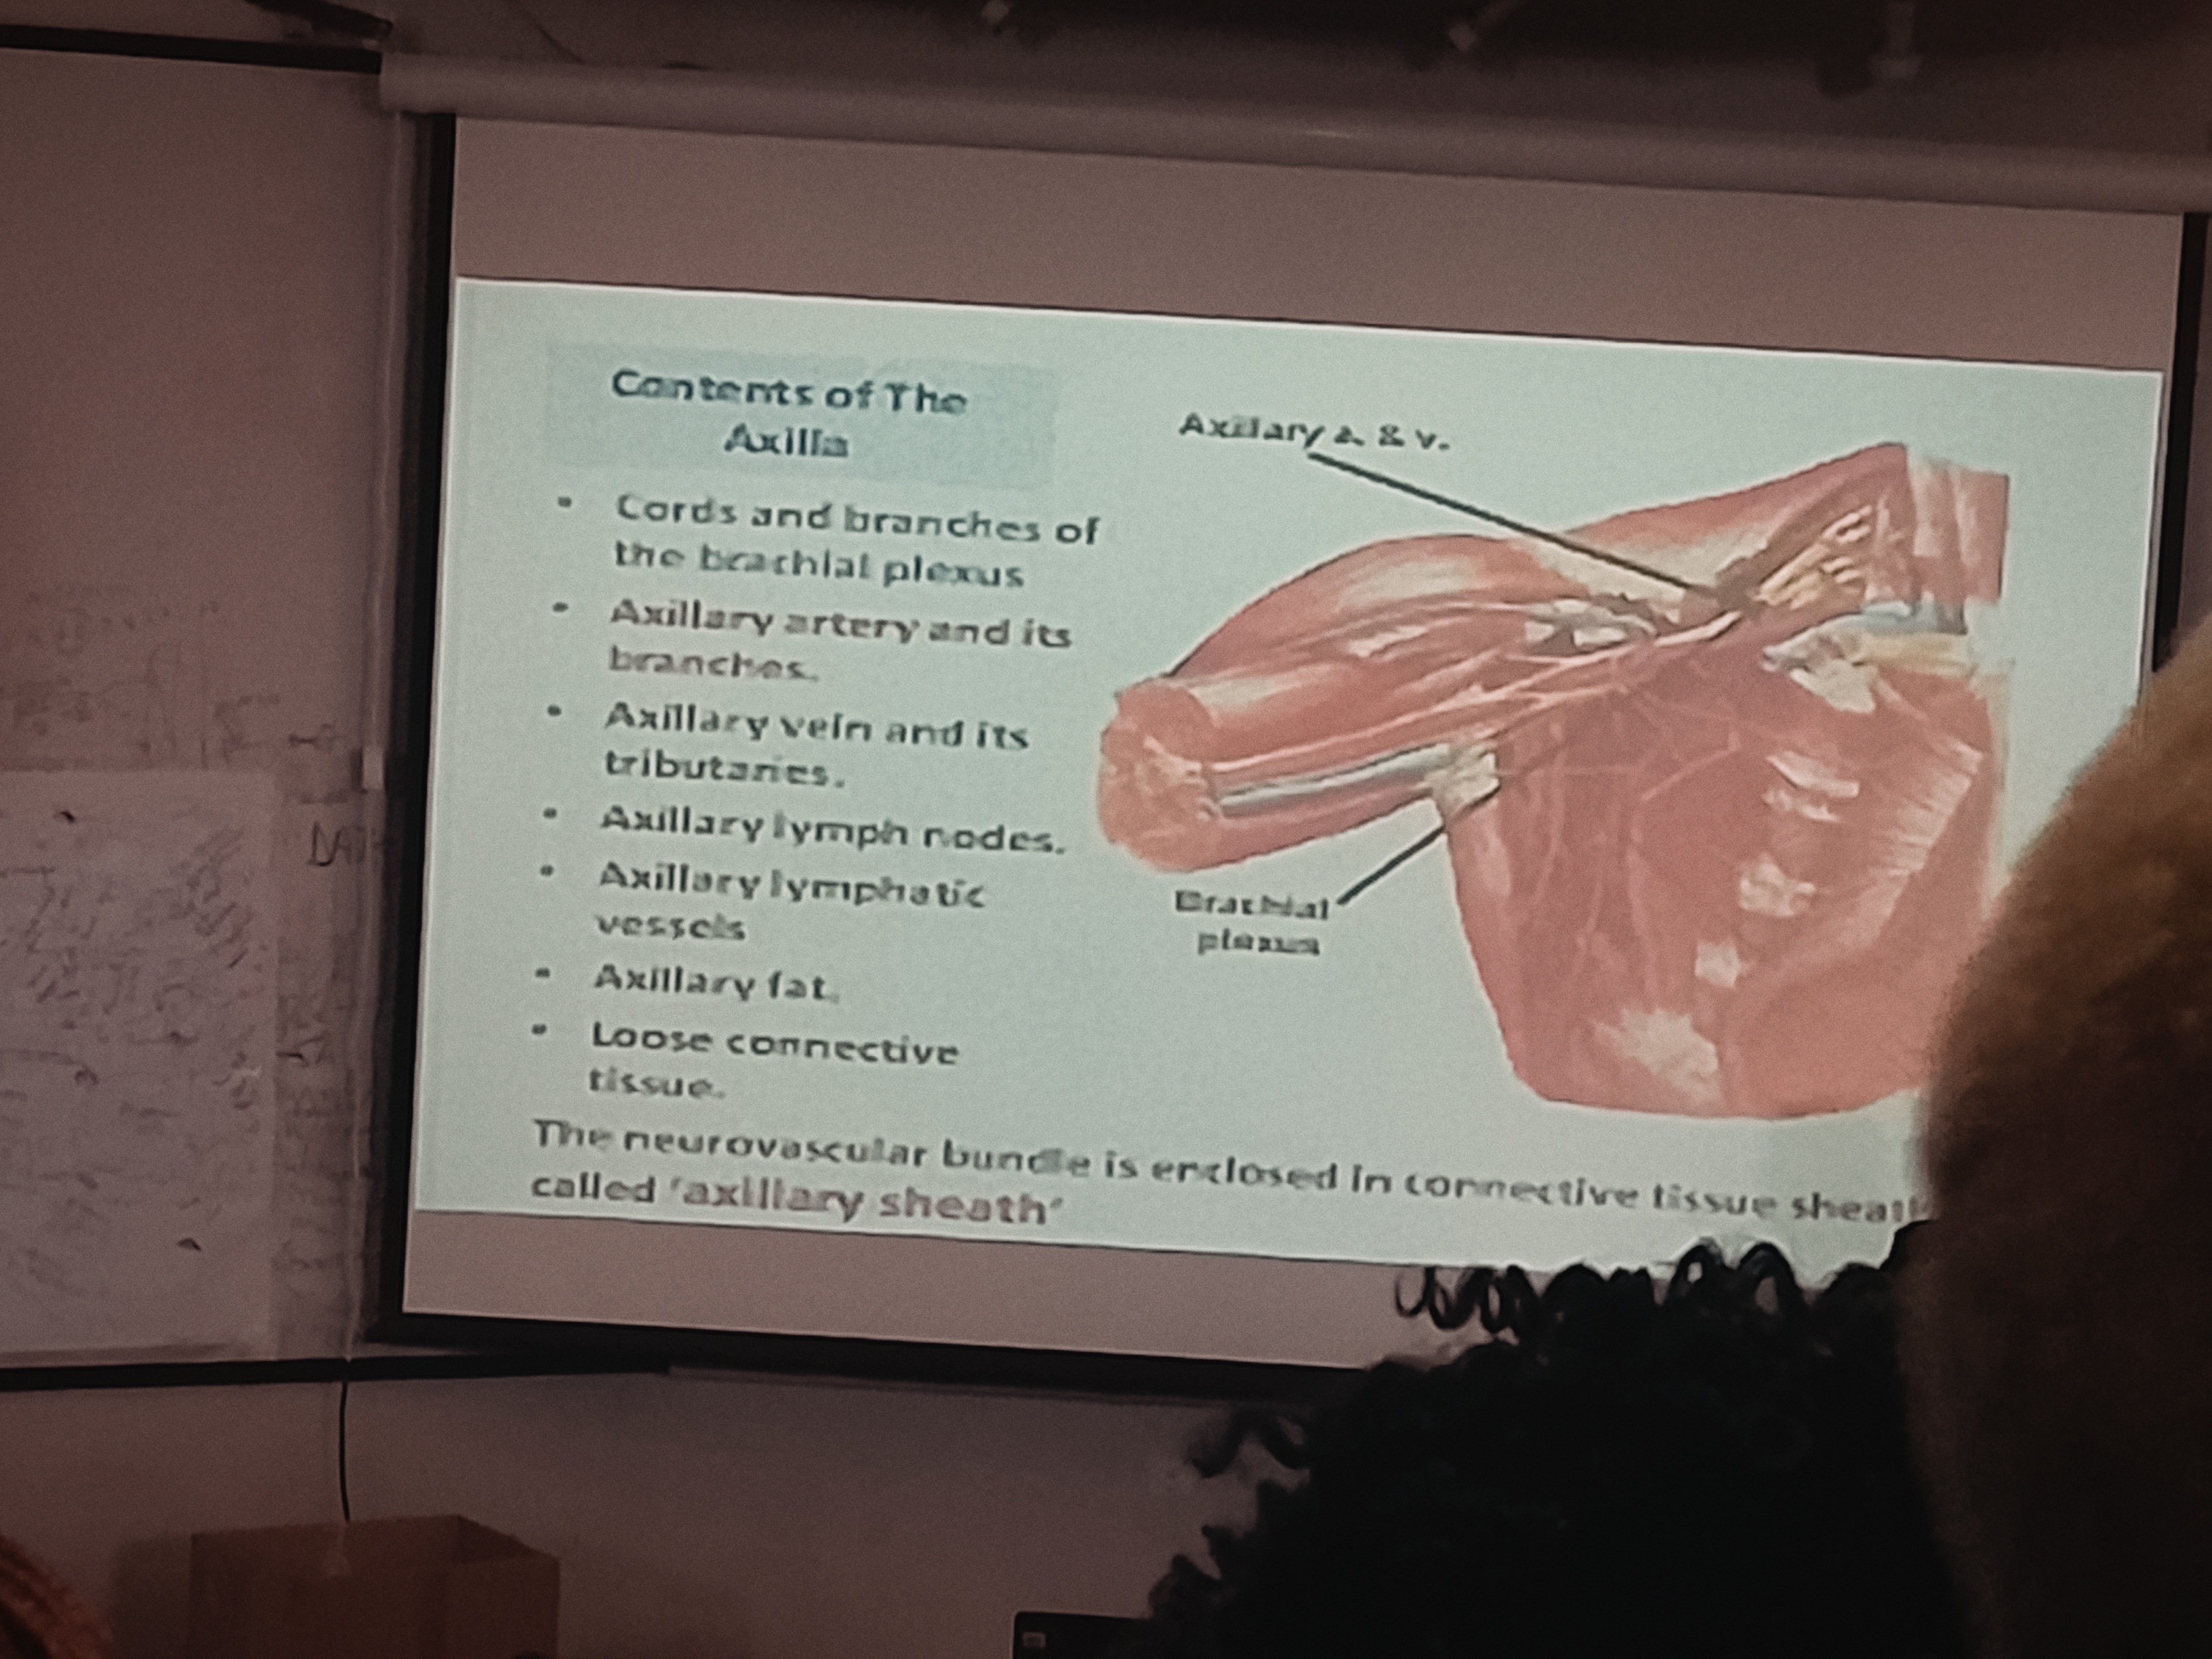 Contents of The
Axilla
• Cords and branches of
the brachial plexus
• Axillary artery and its
branches.
• Axillary vein and its
tributaries.
• Axillary lymph nodes.
• Axillary lymphatic
vessels
• Axillary fat.
• Loose connective
tissue.
The neurovascular bundle is enclosed in connective tissue
called 'axillary sheath'
Axillary a. & v.
Brachial
plexus